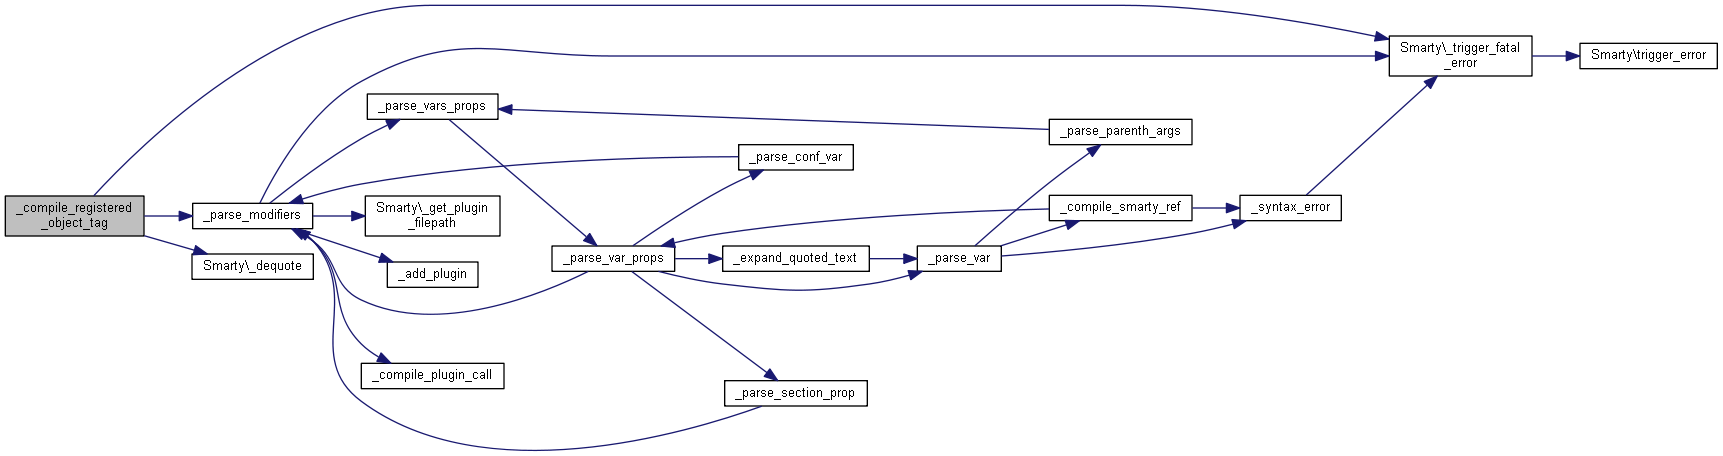 Smarty\_trigger_fatal
_error
Smarty\trigger_error
_parse_vars_props
_parse_parenth_args
_parse_conf_var
_compile_registered
_object_tag
_parse_modifiers
Smarty\_get_plugin
_filepath
_compile_smarty_ref
_syntax_error
Smarty\_dequote
_add_plugin
_parse_var_props
_expand_quoted_text
_parse_var
_compile_plugin_call
_parse_section_prop